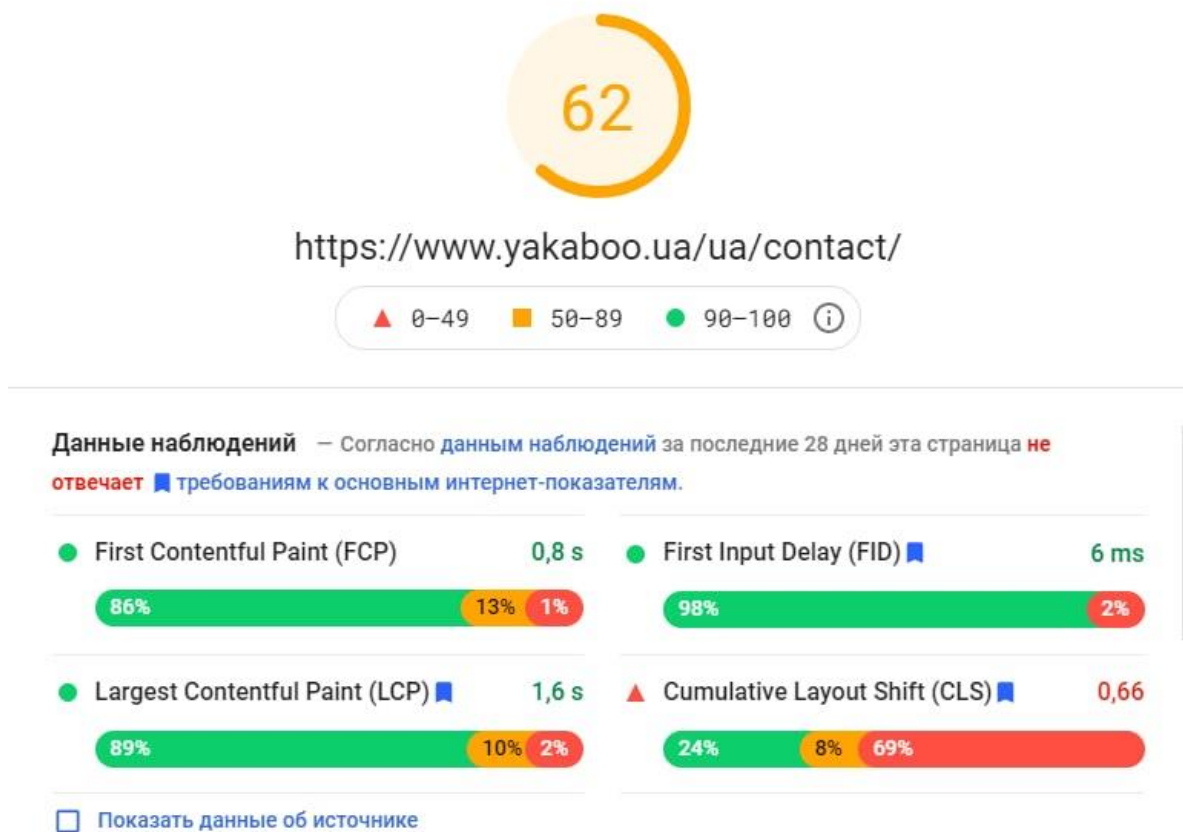 62
https://www.yakaboo.ua/ua/contact/
0–49 50–89 90–100
Данные наблюдений — Согласно данным наблюдений за последние 28 дней эта страница не
отвечает требованиям к основным интернет-показателям.
First Contentful Paint (FCP) 0,8 s
86% 13% 1%
First Input Delay (FID) 6 ms
98% 2%
Largest Contentful Paint (LCP) 1,6 s
89% 10% 2%
Cumulative Layout Shift (CLS) 0,66
24% 8% 69%
Показать данные об источнике